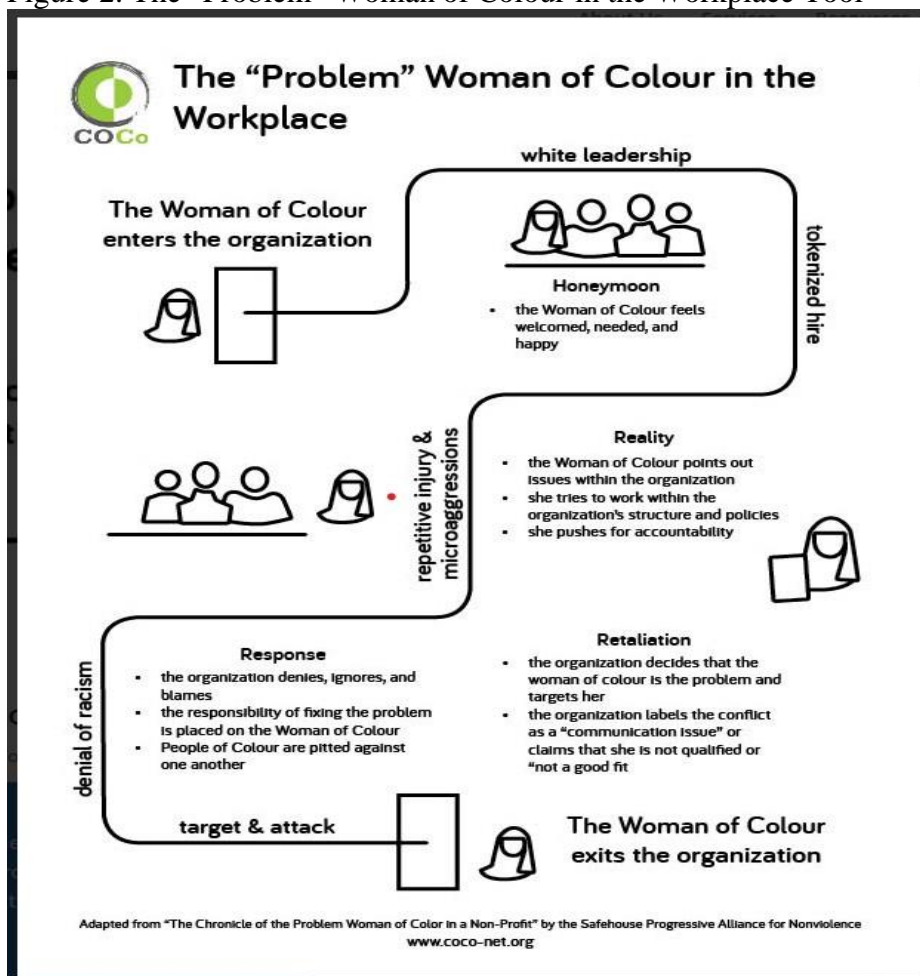 Figure 2: The "Problem" Woman of Colour in the Workplace Tool
About Us Services Resources
COCo
The "Problem" Woman of Colour in the
Workplace
white leadership
The Woman of Colour
enters the organization
tokenized hire
Honeymoon
• the Woman of Colour feels
welcomed, needed, and
happy
repetitive injury &
microaggressions
Reality
• the Woman of Colour points out
issues within the organization
• she tries to work within the
organization's structure and policies
• she pushes for accountability
denial of racism
Response
• the organization denies, ignores, and
blames
• the responsibility of fixing the problem
is placed on the Woman of Colour
• People of Colour are pitted against
one another
Retaliation
• the organization decides that the
woman of colour is the problem and
targets her
• the organization labels the conflict
as a "communication issue" or
claims that she is not qualified or
"not a good fit
target & attack
The Woman of Colour
exits the organization
Adapted from "The Chronicle of the Problem Woman of Color in a Non-Profit" by the Safehouse Progressive Alliance for Nonviolence
www.coco-net.org